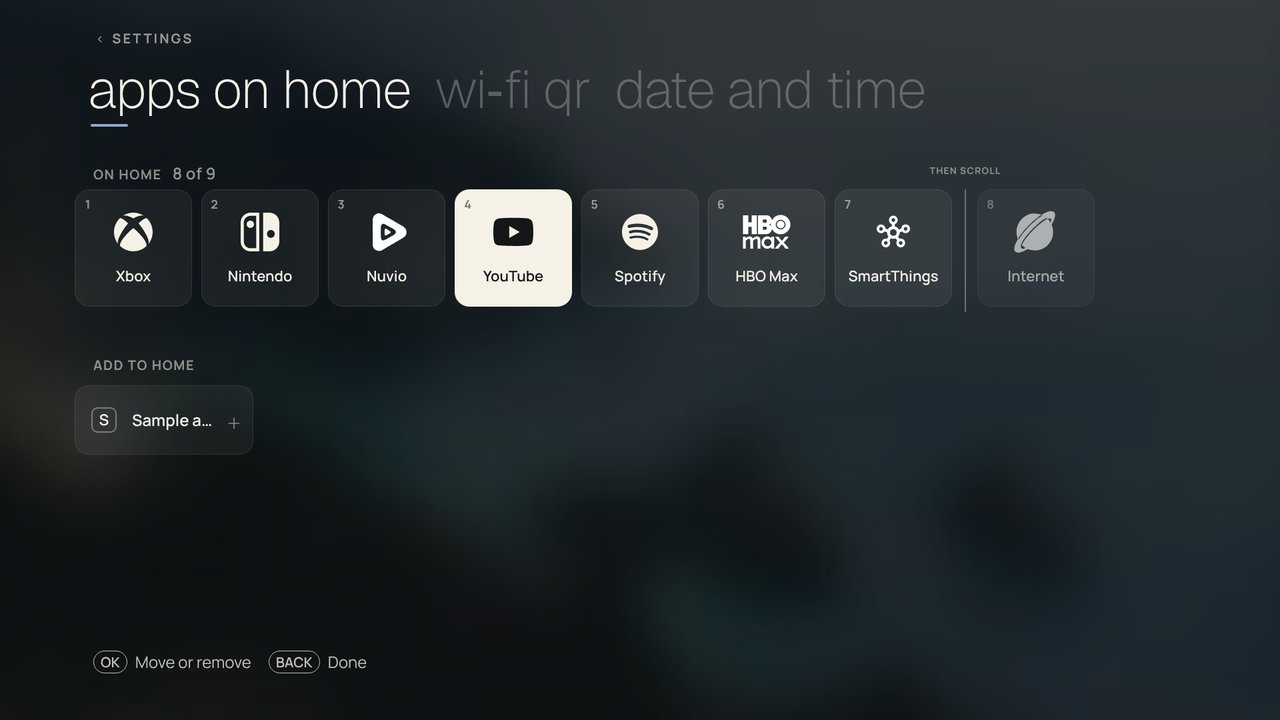 ‹ SETTINGS
apps on home wi-fi qr date and time
ON HOME 8 of 9
THEN SCROLL
1 2 3 4 5 6 7 8
HBO max
Xbox Nintendo Nuvio YouTube Spotify HBO Max SmartThings Internet
ADD TO HOME
S Sample a... +
OK Move or remove BACK Done